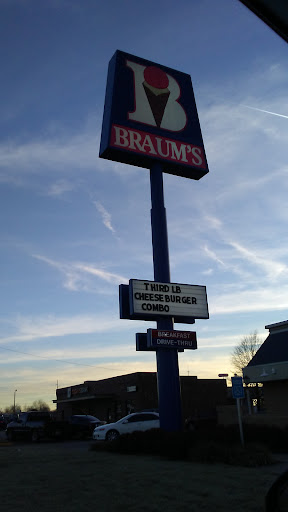 B
BRAUM'S
THIRD LB
CHEESEBURGER
COMBO
BREAKFAST
DRIVE-THRU